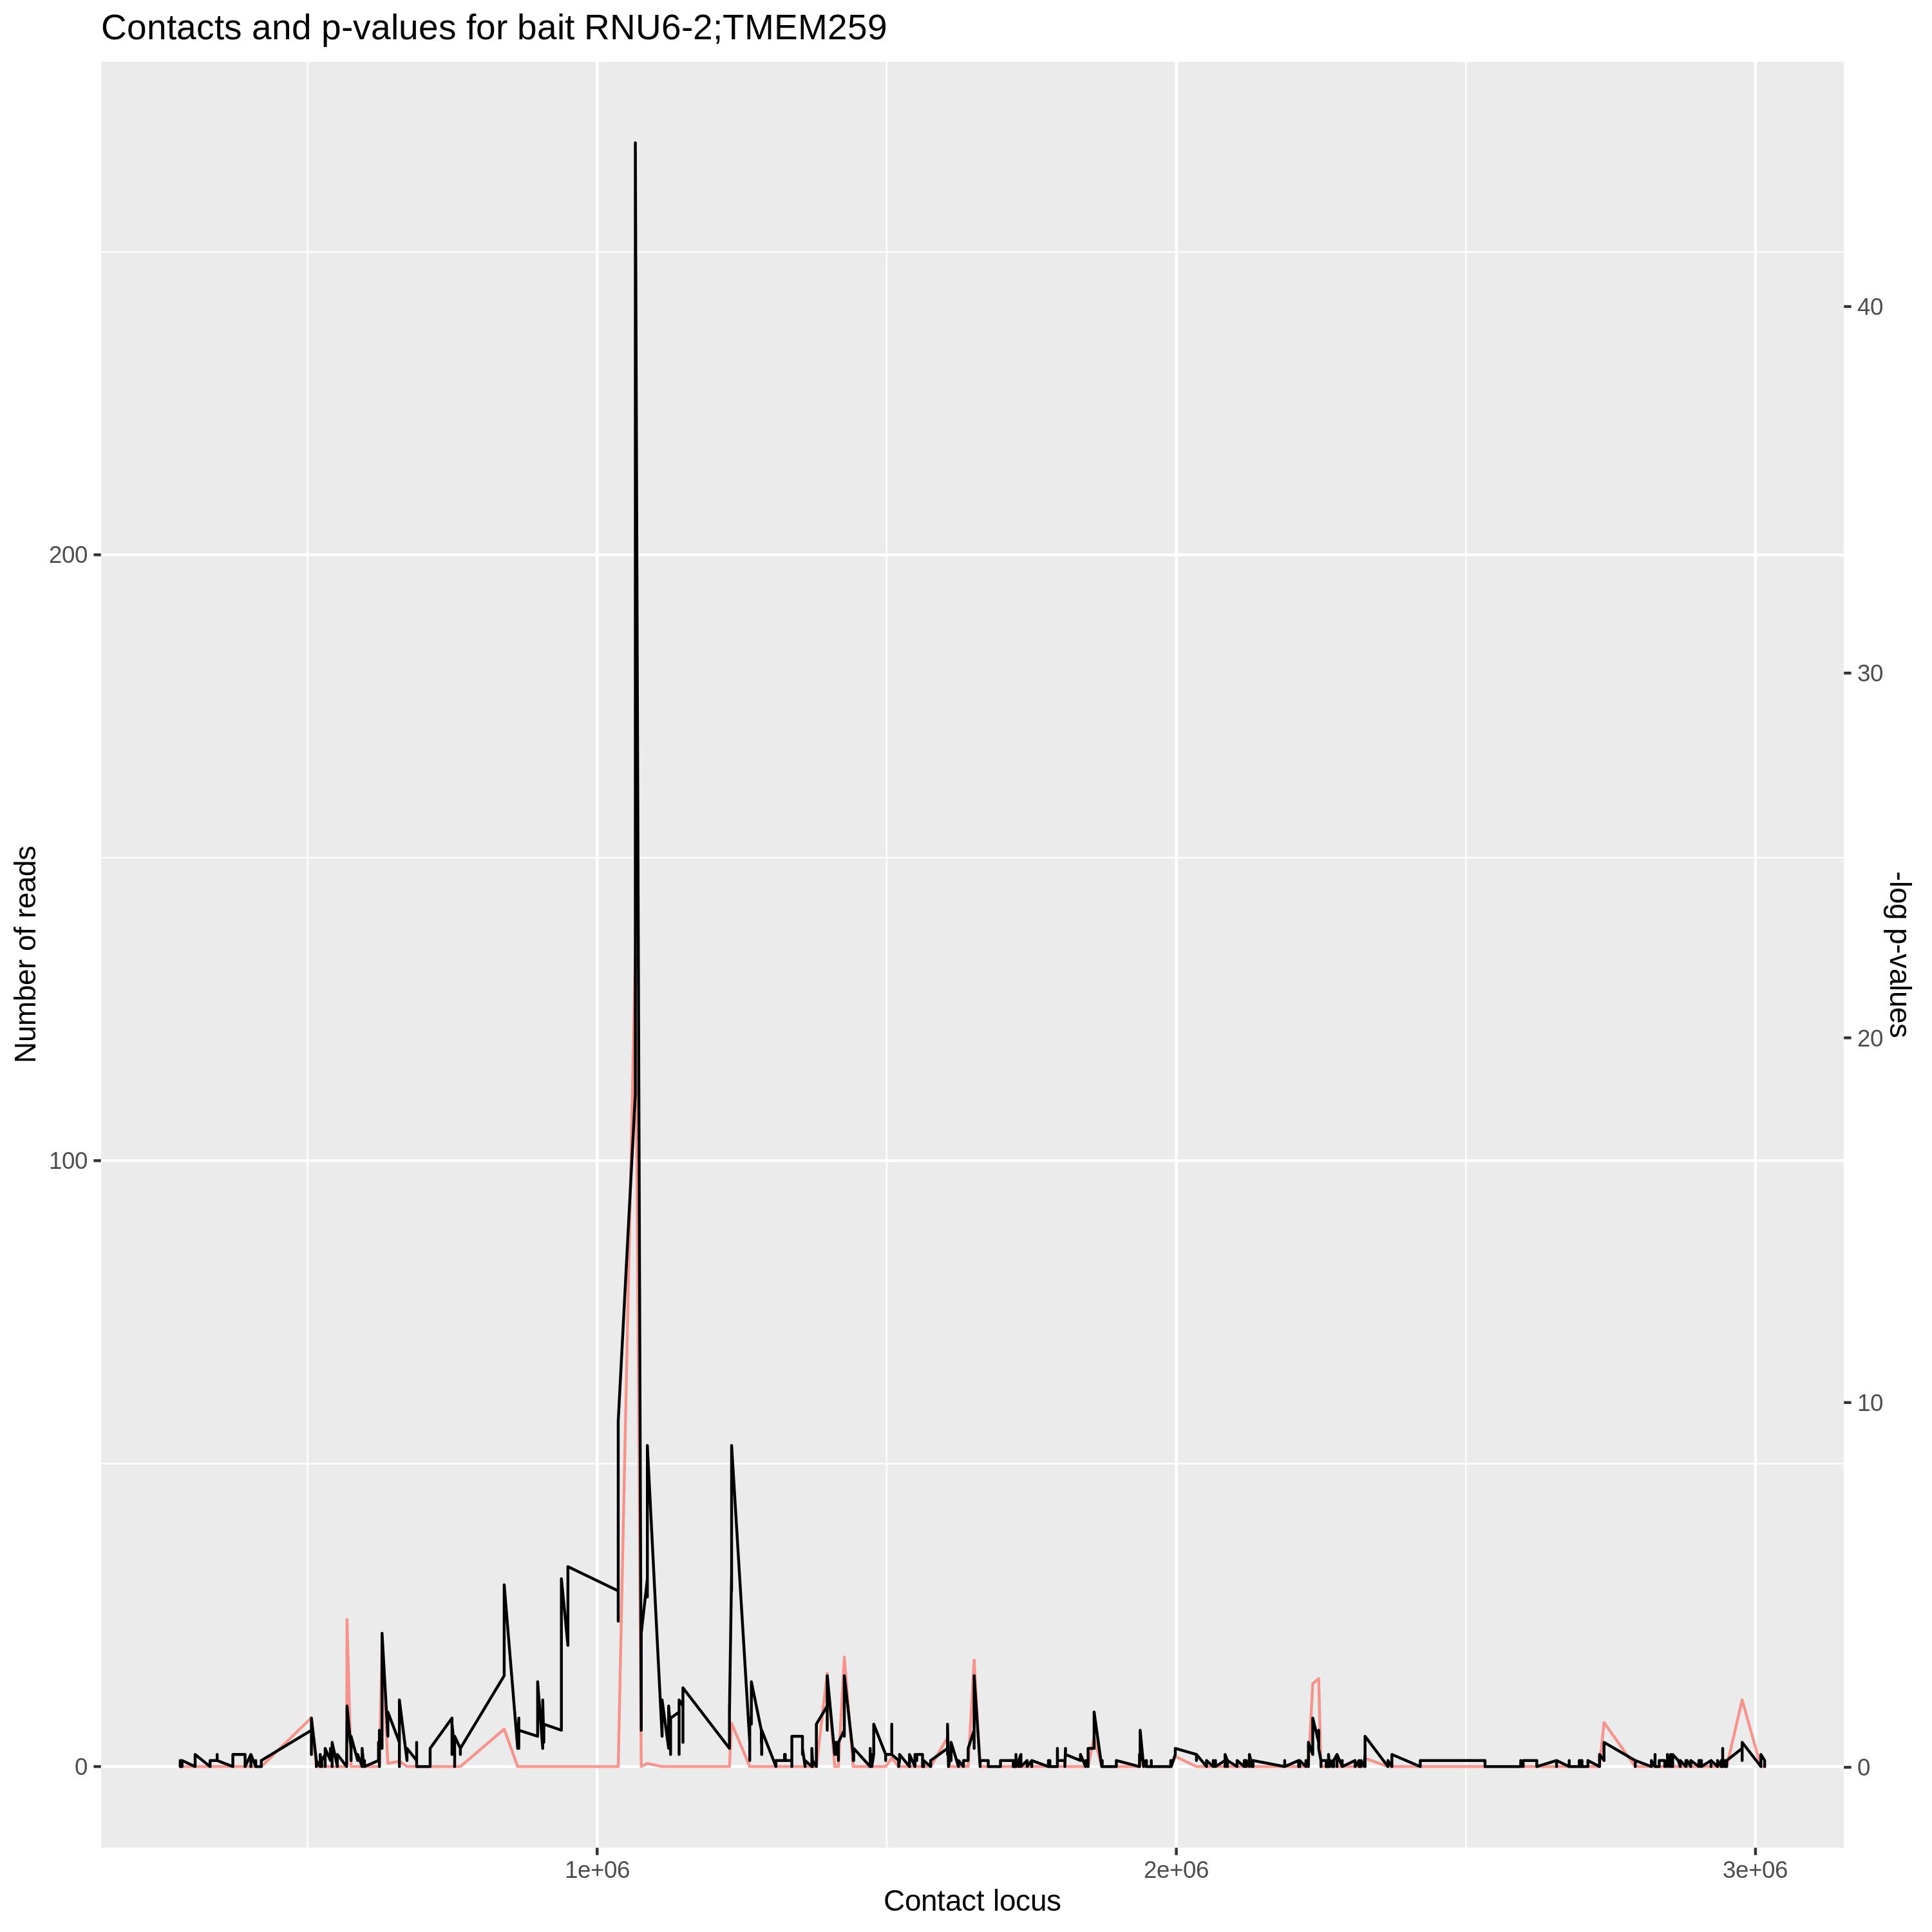 Contacts and p-values for bait RNU6-2;TMEM259
Number of reads
200
100
0
40
30
20
10
0
-log p-values
1e+06
2e+06
3e+06
Contact locus